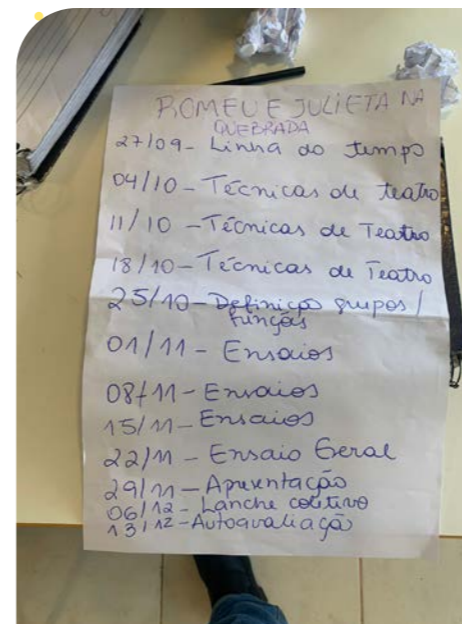 ROMEU E JULIETA NA
QUEBRADA
27/09 - Linha do tempo
04/10 - Técnicas de teatro
11/10 - Técnicas de Teatro
18/10 - Técnicas de Teatro
25/10 - Definição grupos /
funções
01/11 - Ensaios
08/11 - Ensaios
15/11 - Ensaios
22/11 - Ensaio Geral
29/11 - Apresentação
06/12 - Lanche coletivo
13/12 - Autoavaliação